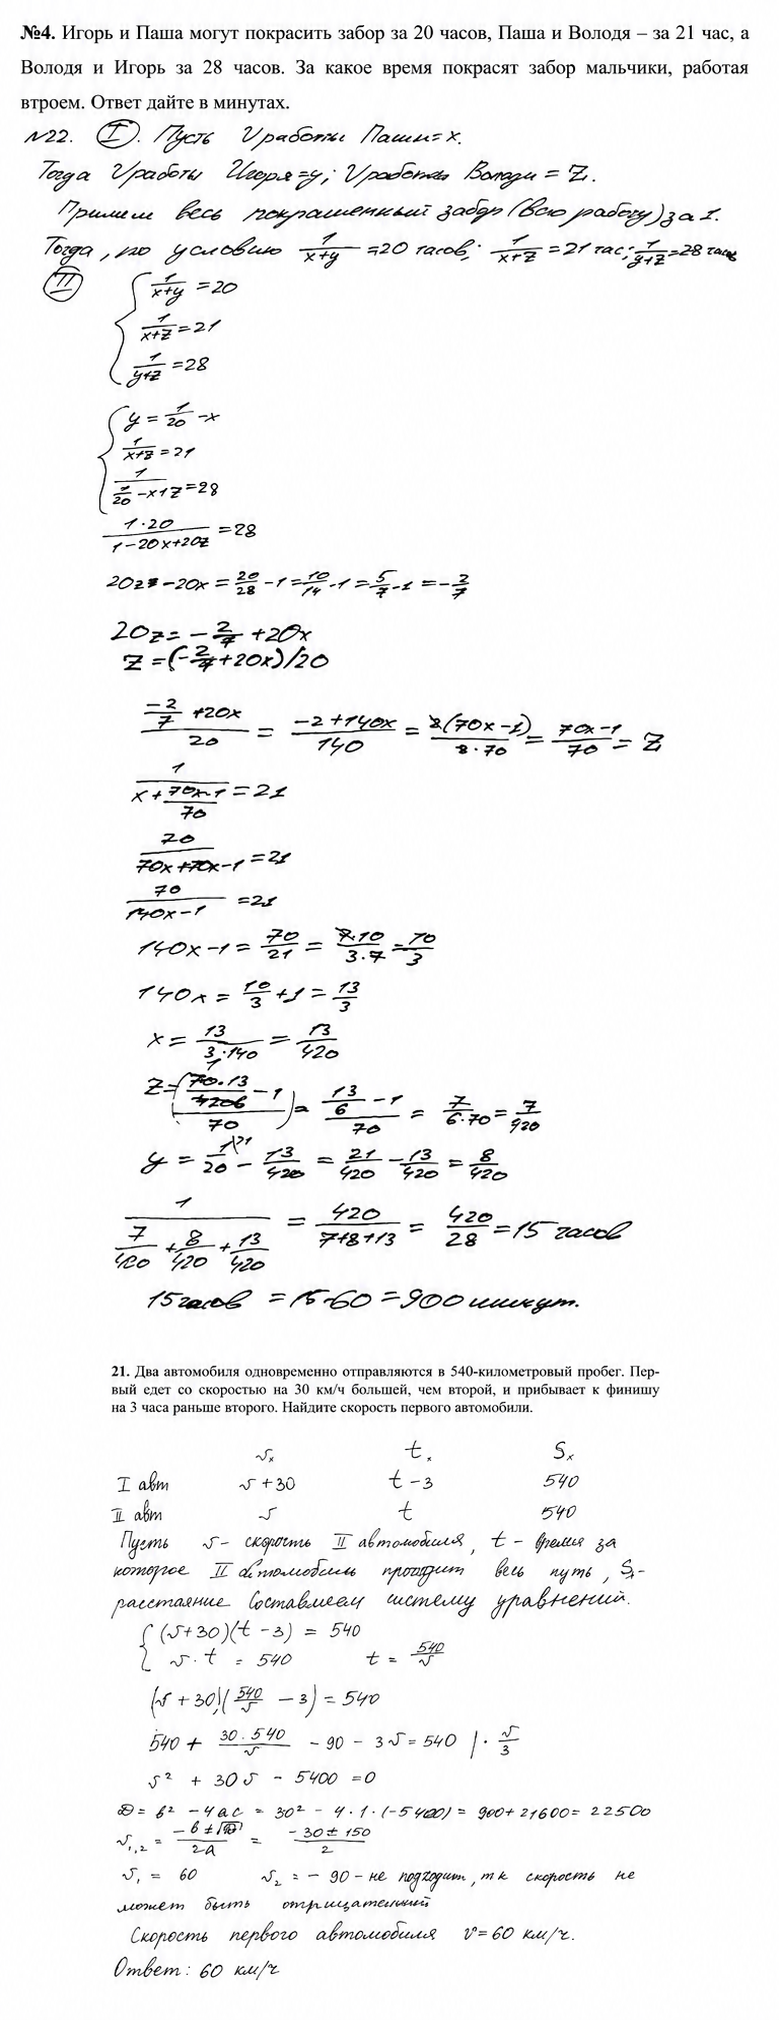 №4. Игорь и Паша могут покрасить забор за 20 часов, Паша и Володя – за 21 час, а
Володя и Игорь за 28 часов. За какое время покрасят забор мальчики, работая
втроем. Ответ дайте в минутах.
№22. I. Пусть V работы Паши=x.
Тогда V работы Игоря=y; V работы Володи = Z.
Примем весь покрашенный забор (всю работу) за 1.
Тогда, по условию 1/(x+y) =20 часов; 1/(x+z) =21 час; 1/(y+z) =28 часов
II { 1/(x+y) =20
1/(x+z) =21
1/(y+z) =28
{ y = 1/20 -x
1/(x+z) =21
1/(1/20 -x+z) =28
1·20/(1-20x+20z) =28
20z -20x = 20/28 -1 = 10/14 -1 = 5/7 -1 = -2/7
20z= -2/7 +20x
z =(-2/7 +20x)/20
(-2/7 +20x)/20 = (-2+140x)/140 = 2(70x-1)/(2·70) = (70x-1)/70 = Z
1/(x+ (70x-1)/70) =21
70/(70x+70x-1) =21
70/(140x-1) =21
140x-1 = 70/21 = 7·10/(3·7) = 10/3
140x = 10/3 +1 = 13/3
x = 13/(3·140) = 13/420
z=((70·13/420 -1)/70) = (13/6 -1)/70 = 7/(6·70) = 7/420
y = 1/20 - 13/420 = 21/420 - 13/420 = 8/420
1/(7/420 + 8/420 + 13/420) = 420/(7+8+13) = 420/28 =15 часов
15 часов =15·60 =900 минут.
21. Два автомобиля одновременно отправляются в 540-километровый пробег. Пер-
вый едет со скоростью на 30 км/ч большей, чем второй, и прибывает к финишу
на 3 часа раньше второго. Найдите скорость первого автомобили.
vₓ tₓ Sₓ
I авт v+30 t-3 540
II авт v t 540
Пусть v- скорость II автомобиля, t - время за
которое II автомобиль проходит весь путь, Sₓ-
расстаяние Составляем систему уравнений.
{ (v+30)(t-3) = 540
v·t = 540 t = 540/v
(v+30)(540/v -3) = 540
540 + 30·540/v - 90 - 3v = 540 |· v/3
v² + 30v - 5400 =0
D = b² -4ac = 30² - 4·1·(-5400) = 900+21600= 22500
v₁,₂ = (-b±√D)/2a = (-30±150)/2
v₁ = 60 v₂ = -90 - не подходит, тк скорость не
может быть отрицательный
Скорость первого автомобиля v=60 км/ч.
Ответ: 60 км/ч